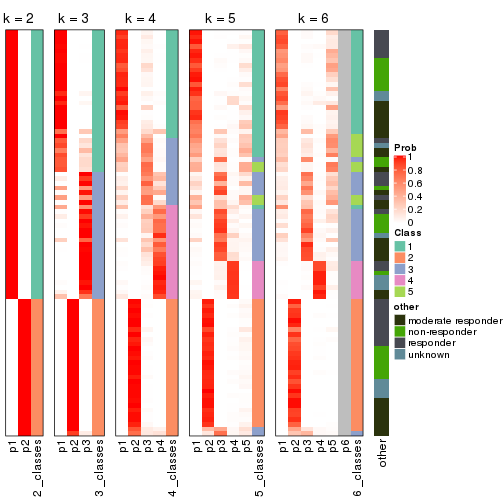 k = 2
k = 3
k = 4
k = 5
k = 6
Prob
1
0.8
0.6
0.4
0.2
0
Class
1
2
3
4
5
other
moderate responder
non-responder
responder
unknown
p1
p2
2_classes
p1
p2
p3
3_classes
p1
p2
p3
p4
4_classes
p1
p2
p3
p4
p5
5_classes
p1
p2
p3
p4
p5
p6
6_classes
other